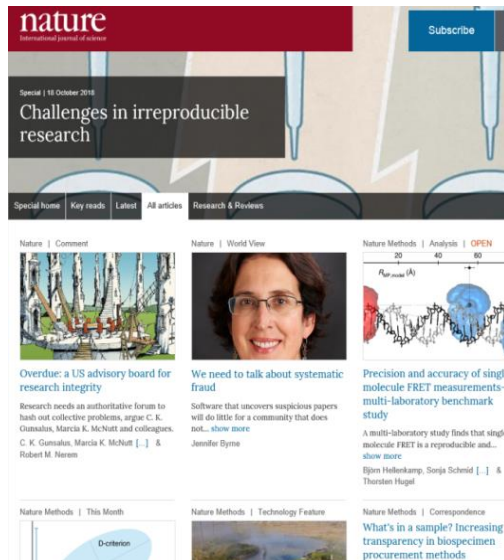 nature
International journal of science
Subscribe
Special | 18 October 2018
Challenges in irreproducible
research
Special home
Key reads
Latest
All articles
Research & Reviews
Nature | Comment
Overdue: a US advisory board for
research integrity
Research needs an authoritative forum to
hash out collective problems, argue C. K.
Gunsalus, Marcia K. McNutt and colleagues.
C. K. Gunsalus, Marcia K. McNutt [...] &
Robert M. Nerem
Nature | World View
We need to talk about systematic
fraud
Software that uncovers suspicious papers
will do little for a community that does
not... show more
Jennifer Byrne
Nature Methods | Analysis | OPEN
20 40 60
(Å)
Precision and accuracy of singl
molecule FRET measurements-
multi-laboratory benchmark
study
A multi-laboratory study finds that single
molecule FRET is a reproducible and...
show more
Björn Hellenkamp, Sonja Schmid [...] &
Thorsten Hugel
Nature Methods | This Month
D-criterion
Nature Methods | Technology Feature
Nature Methods | Correspondence
What's in a sample? Increasing
transparency in biospecimen
procurement methods